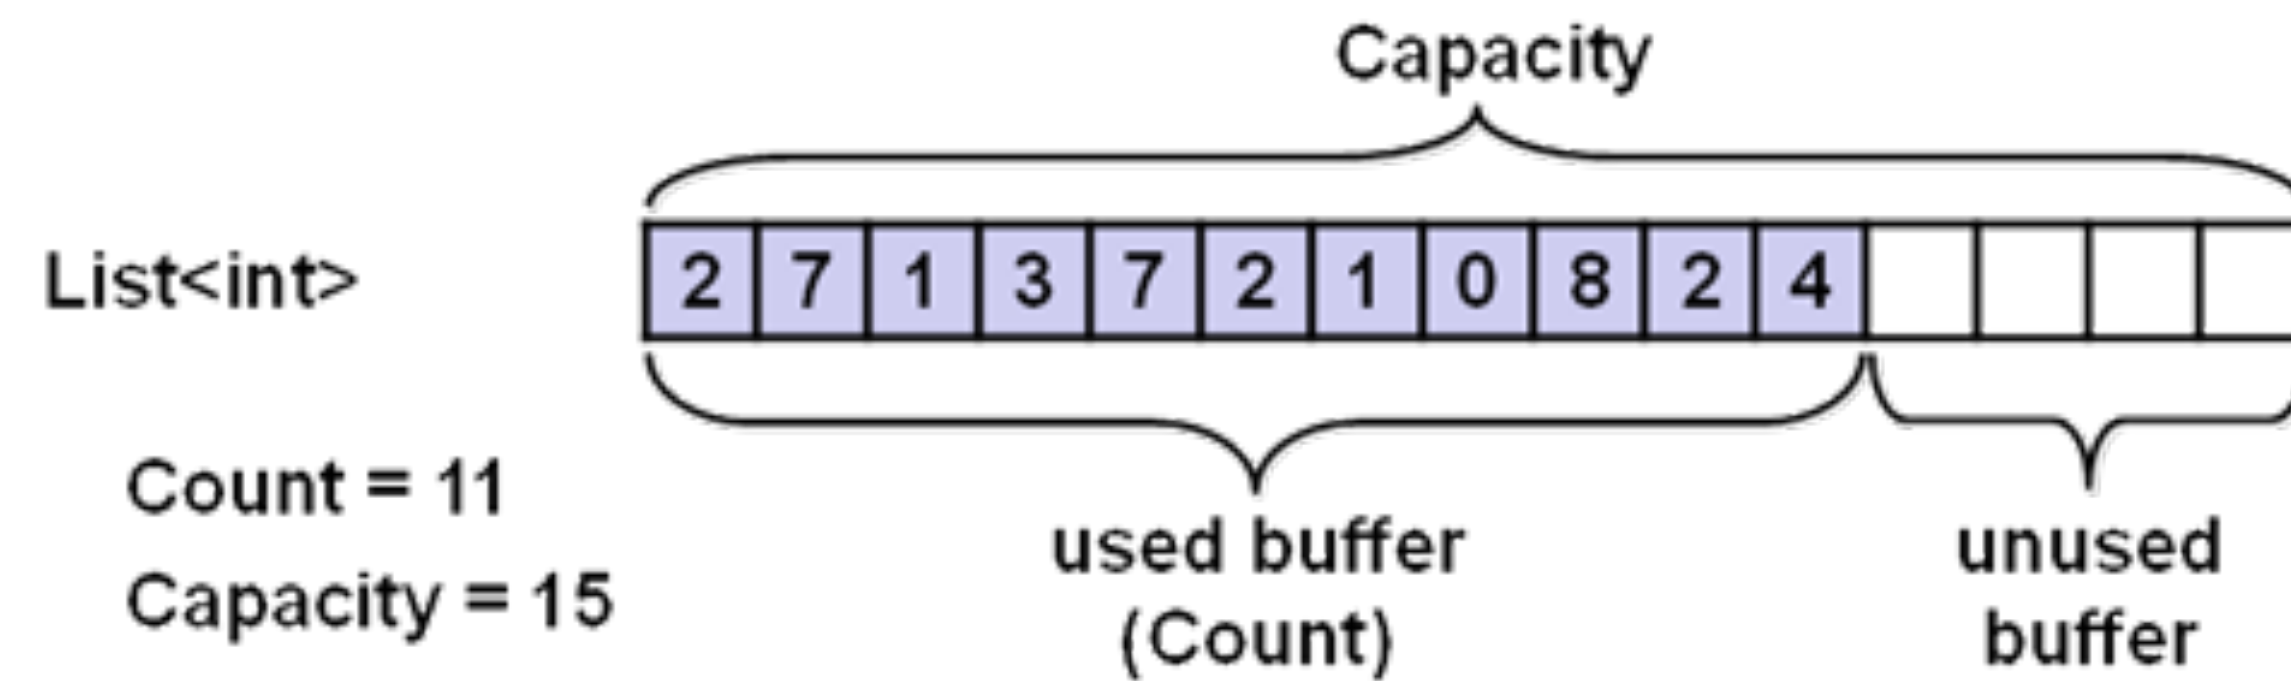 Capacity
List<int>
2 7 1 3 7 2 1 0 8 2 4
Count = 11
Capacity = 15
used buffer
(Count)
unused
buffer